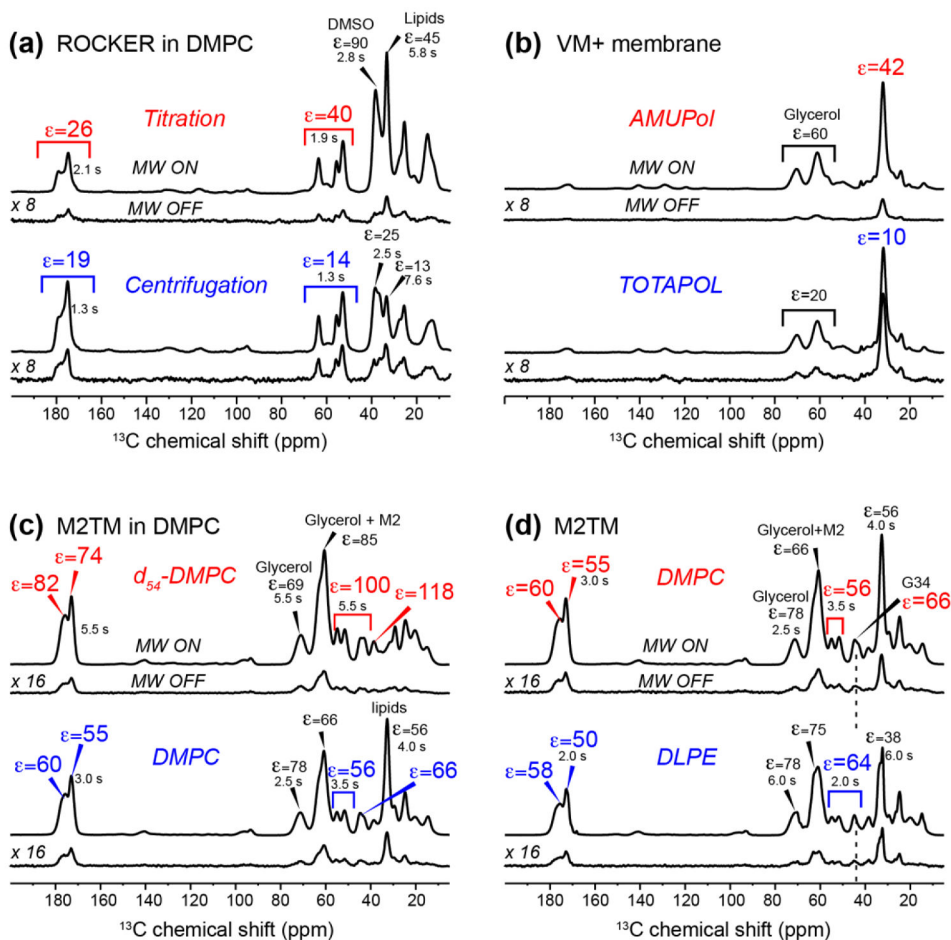 (a) ROCKER in DMPC
DMSO
ε=90
2.8 s
Lipids
ε=45
5.8 s
ε=26
2.1 s
Titration
ε=40
1.9 s
MW ON
x 8
MW OFF
ε=19
1.3 s
Centrifugation
ε=14
1.3 s
ε=25
2.5 s
ε=13
7.6 s
x 8
180 160 140 120 100 80 60 40 20
¹³C chemical shift (ppm)
(b) VM+ membrane
ε=42
AMUPol
Glycerol
ε=60
MW ON
x 8
MW OFF
TOTAPOL
ε=20
ε=10
x 8
180 160 140 120 100 80 60 40 20
¹³C chemical shift (ppm)
(c) M2TM in DMPC
Glycerol + M2
ε=85
ε=74
ε=82
d₅₄-DMPC
Glycerol
ε=69
5.5 s
ε=100
5.5 s
ε=118
5.5 s
MW ON
x 16
MW OFF
lipids
ε=55
ε=60
3.0 s
DMPC
ε=66
ε=78
2.5 s
ε=56
3.5 s
ε=56
4.0 s
ε=66
x 16
180 160 140 120 100 80 60 40 20
¹³C chemical shift (ppm)
(d) M2TM
ε=56
4.0 s
Glycerol+M2
ε=66
ε=55
3.0 s
ε=60
DMPC
Glycerol
ε=78
2.5 s
ε=56
3.5 s
G34
ε=66
MW ON
x 16
MW OFF
ε=50
2.0 s
ε=58
DLPE
ε=75
ε=78
6.0 s
ε=64
2.0 s
ε=38
6.0 s
x 16
180 160 140 120 100 80 60 40 20
¹³C chemical shift (ppm)